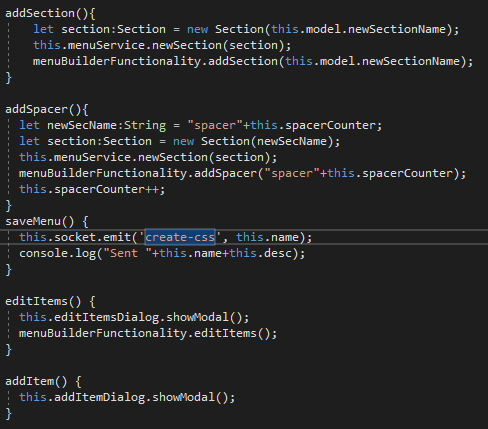 addSection(){
let section:Section = new Section(this.model.newSectionName);
this.menuService.newSection(section);
menuBuilderFunctionality.addSection(this.model.newSectionName);
}
addSpacer(){
let newSecName:String = "spacer"+this.spacerCounter;
let section:Section = new Section(newSecName);
this.menuService.newSection(section);
menuBuilderFunctionality.addSpacer("spacer"+this.spacerCounter);
this.spacerCounter++;
}
saveMenu() {
this.socket.emit('create-css', this.name);
console.log("Sent "+this.name+this.desc);
}
editItems() {
this.editItemsDialog.showModal();
menuBuilderFunctionality.editItems();
}
addItem() {
this.addItemDialog.showModal();
}